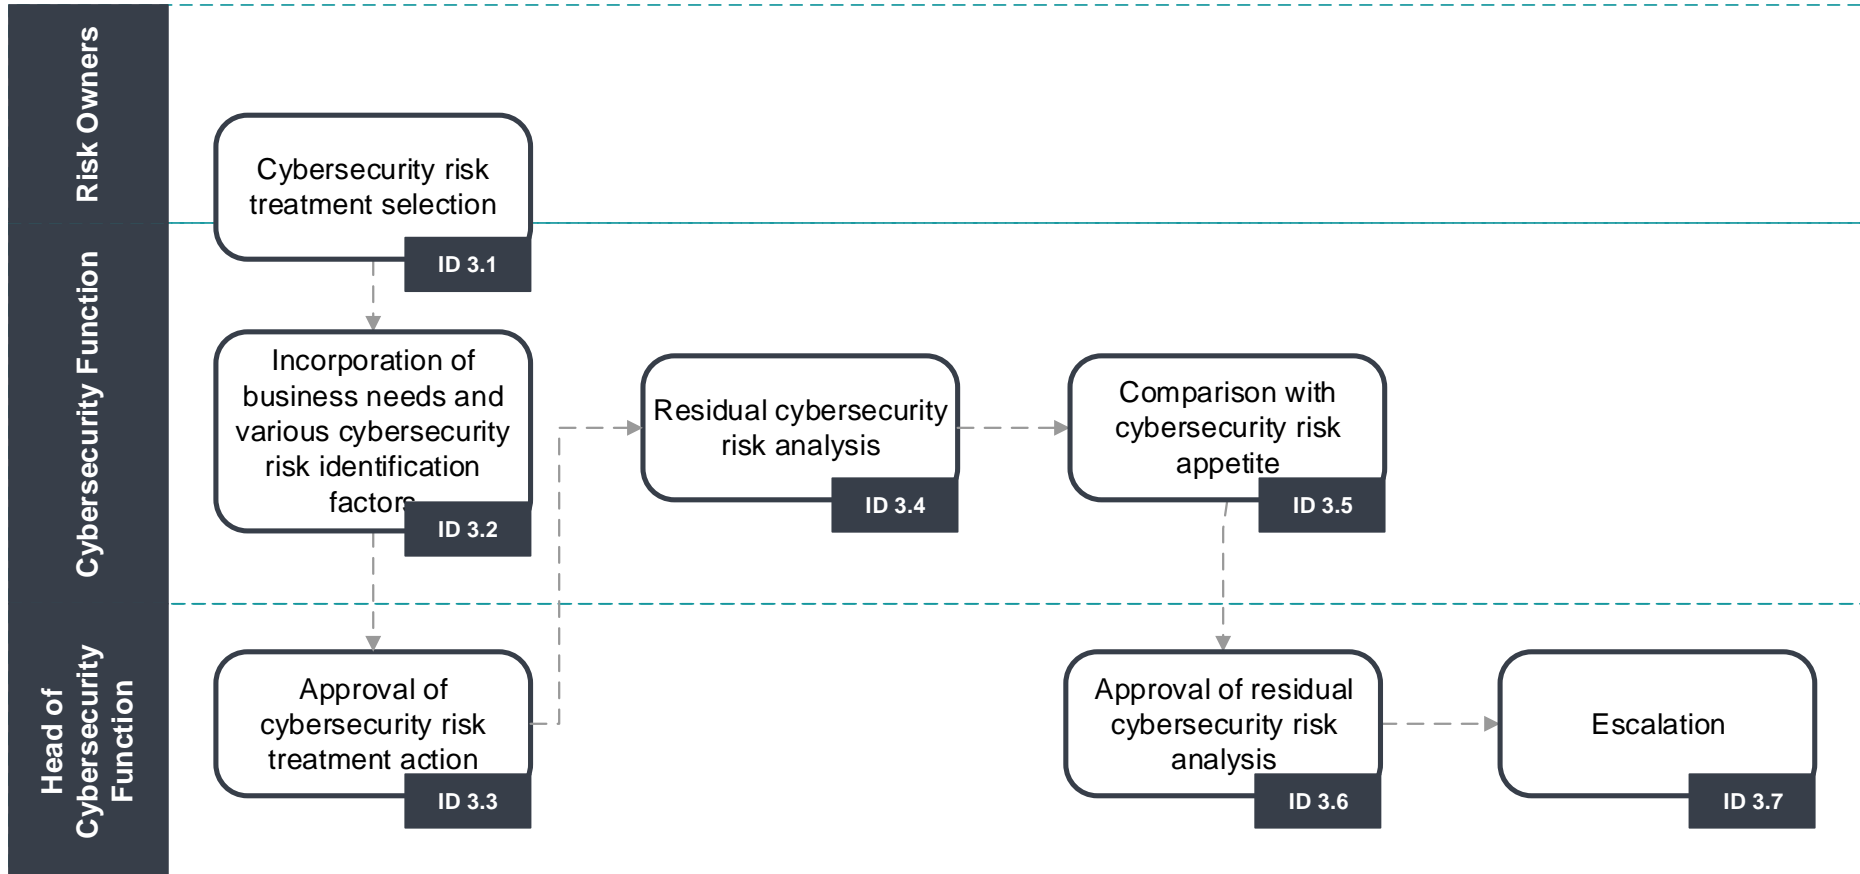 Risk Owners
Cybersecurity risk
treatment selection
ID 3.1
Cybersecurity Function
Incorporation of
business needs and
various cybersecurity
risk identification
factors
ID 3.2
Residual cybersecurity
risk analysis
ID 3.4
Comparison with
cybersecurity risk
appetite
ID 3.5
Head of
Cybersecurity
Function
Approval of
cybersecurity risk
treatment action
ID 3.3
Approval of residual
cybersecurity risk
analysis
ID 3.6
Escalation
ID 3.7